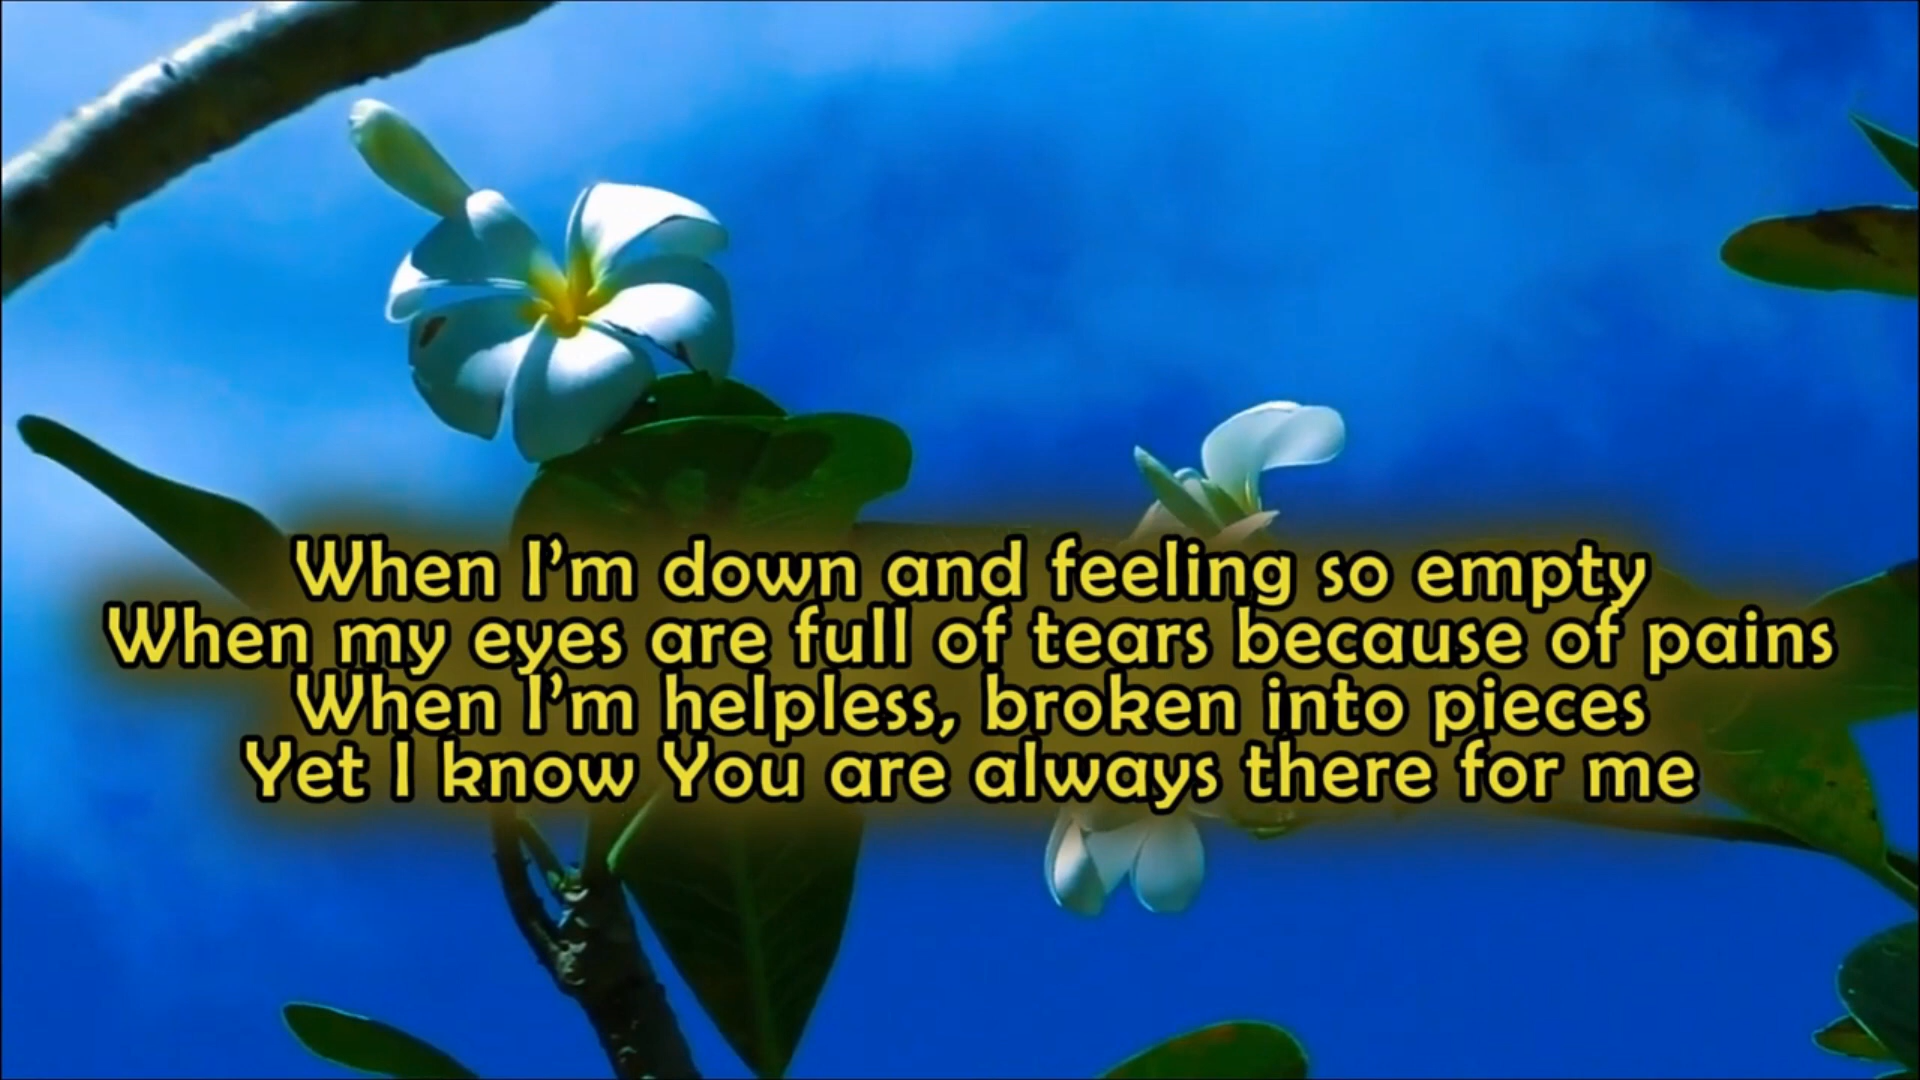 When I'm down and feeling so empty
When my eyes are full of tears because of pains
When I'm helpless, broken into pieces
Yet I know You are always there for me